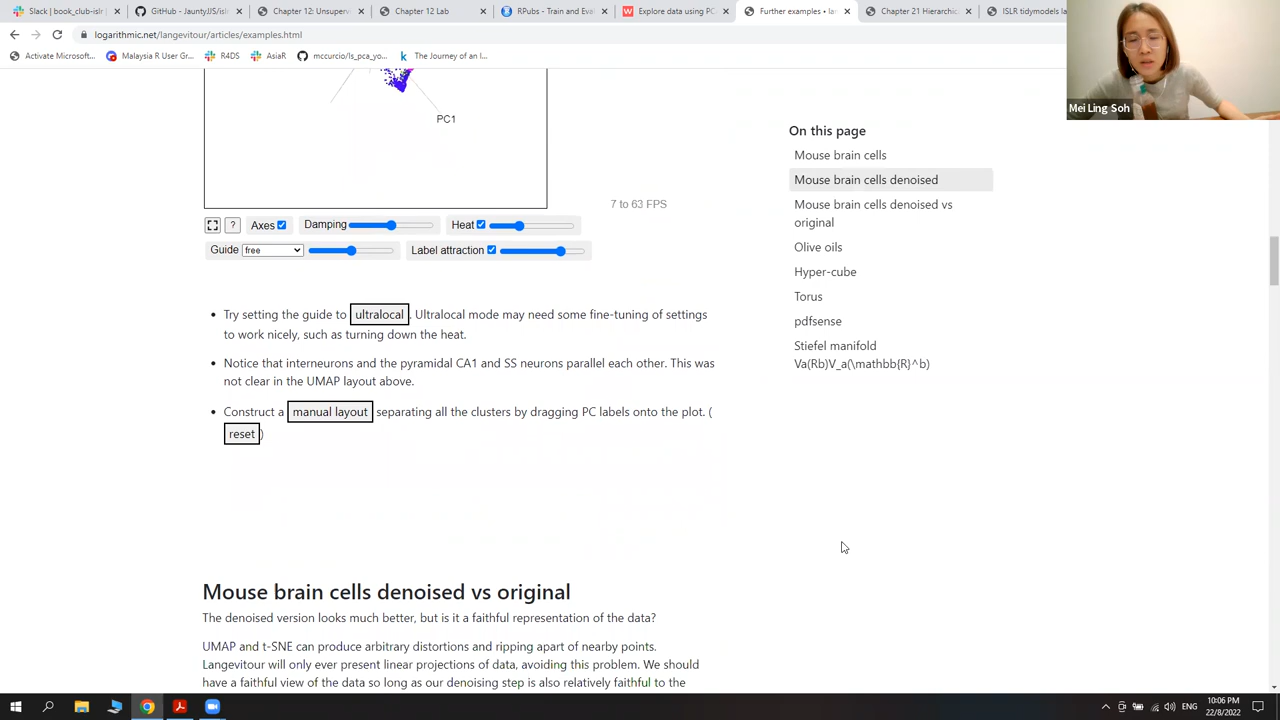 Slack | book_club-islr |
GitHub - JauntyJS/isl
Chapter 12: Unsuperv
Chapter 12 Lab
RPubs - Train and Eval
Explore data using PC
Further examples • lan
Chapter 21 Hierarchic
ISLR tidymodels la
logarithmic.net/langevitour/articles/examples.html
Activate Microsoft...
Malaysia R User Gr...
R4DS
AsiaR
mccurcio/ls_pca_yo...
The Journey of an I...
Mei Ling Soh
PC1
7 to 63 FPS
? Axes Damping Heat
Guide free Label attraction
• Try setting the guide to ultralocal. Ultralocal mode may need some fine-tuning of settings
to work nicely, such as turning down the heat.
• Notice that interneurons and the pyramidal CA1 and SS neurons parallel each other. This was
not clear in the UMAP layout above.
• Construct a manual layout separating all the clusters by dragging PC labels onto the plot. (
reset)
Mouse brain cells denoised vs original
The denoised version looks much better, but is it a faithful representation of the data?
UMAP and t-SNE can produce arbitrary distortions and ripping apart of nearby points.
Langevitour will only ever present linear projections of data, avoiding this problem. We should
have a faithful view of the data so long as our denoising step is also relatively faithful to the
On this page
Mouse brain cells
Mouse brain cells denoised
Mouse brain cells denoised vs
original
Olive oils
Hyper-cube
Torus
pdfsense
Stiefel manifold
Va(Rb)V_a(\mathbb{R}^b)
10:06 PM
22/8/2022